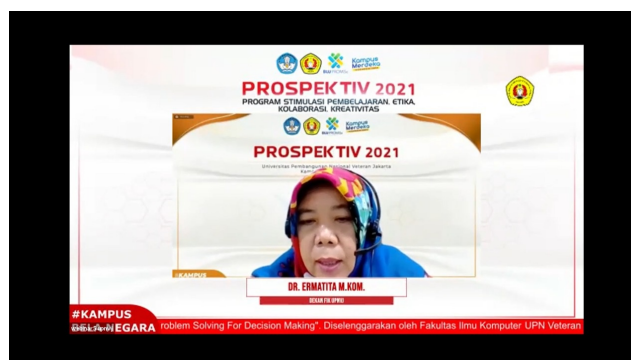 Kampus
Merdeka
PROSPEKTIV 2021
PROGRAM STIMULASI PEMBELAJARAN, ETIKA,
KOLABORASI, KREATIVITAS
Kampus
Merdeka
PROSPEKTIV 2021
Universitas Pembangunan Nasional Veteran Jakarta
#KAMPUS
DR. ERMATITA M.KOM.
DEKAN FIK UPNVJ
#KAMPUS
BELA NEGARA
roblem Solving For Decision Making". Diselenggarakan oleh Fakultas Ilmu Komputer UPN Veteran